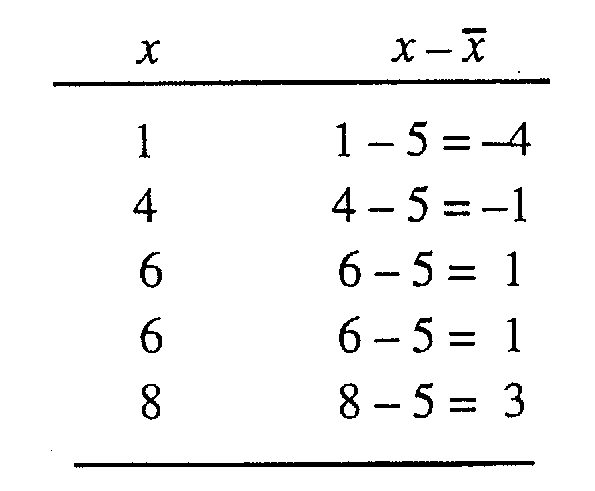 x x – x̅
1 1 – 5 = –4
4 4 – 5 = –1
6 6 – 5 = 1
6 6 – 5 = 1
8 8 – 5 = 3